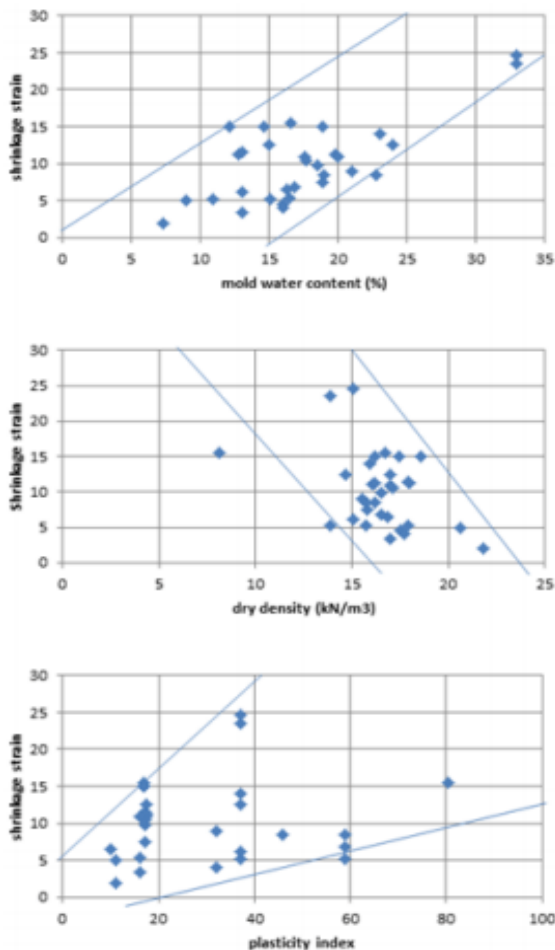 30
25
20
15
10
5
0
shrinkage strain
0 5 10 15 20 25 30 35
mold water content (%)
30
25
20
15
10
5
0
Shrinkage strain
0 5 10 15 20 25
dry density (kN/m3)
30
25
20
15
10
5
0
shrinkage strain
0 20 40 60 80 100
plasticity index